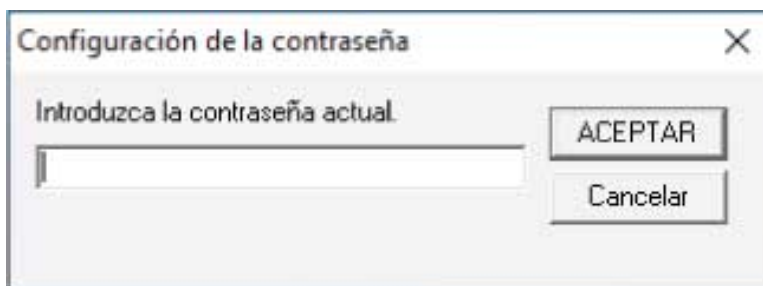 Configuración de la contraseña
Introduzca la contraseña actual.
ACEPTAR
Cancelar